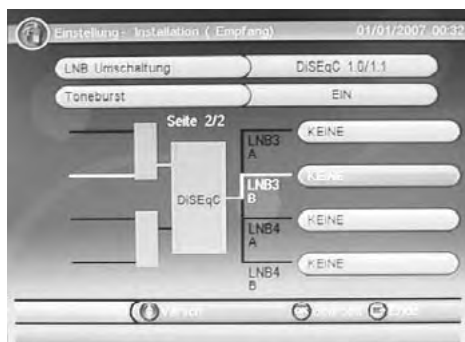 Einstellung - Installation ( Empfang) 01/01/2007 00:32
LNB Umschaltung DiSEqC 1.0/1.1
Toneburst EIN
Seite 2/2
LNB3 A KEINE
DiSEqC
LNB3 B KEINE
LNB4 A KEINE
LNB4 B KEINE
Ende